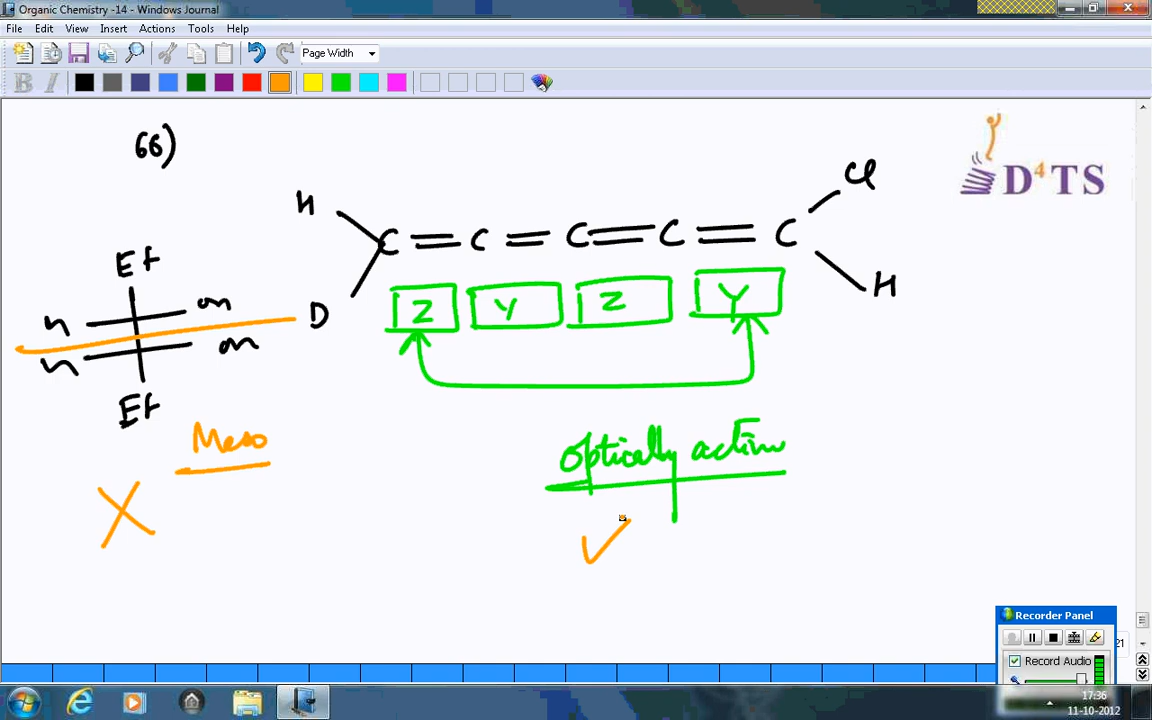 Organic Chemistry -14 - Windows Journal
File Edit View Insert Actions Tools Help
Page Width
B I
66)
D4TS
H Cl
C = C = C = C = C
D H
Z Y Z Y
Et
H OH
H OH
Et
Meso
optically active
Recorder Panel
21
Record Audio
17:36
11-10-2012